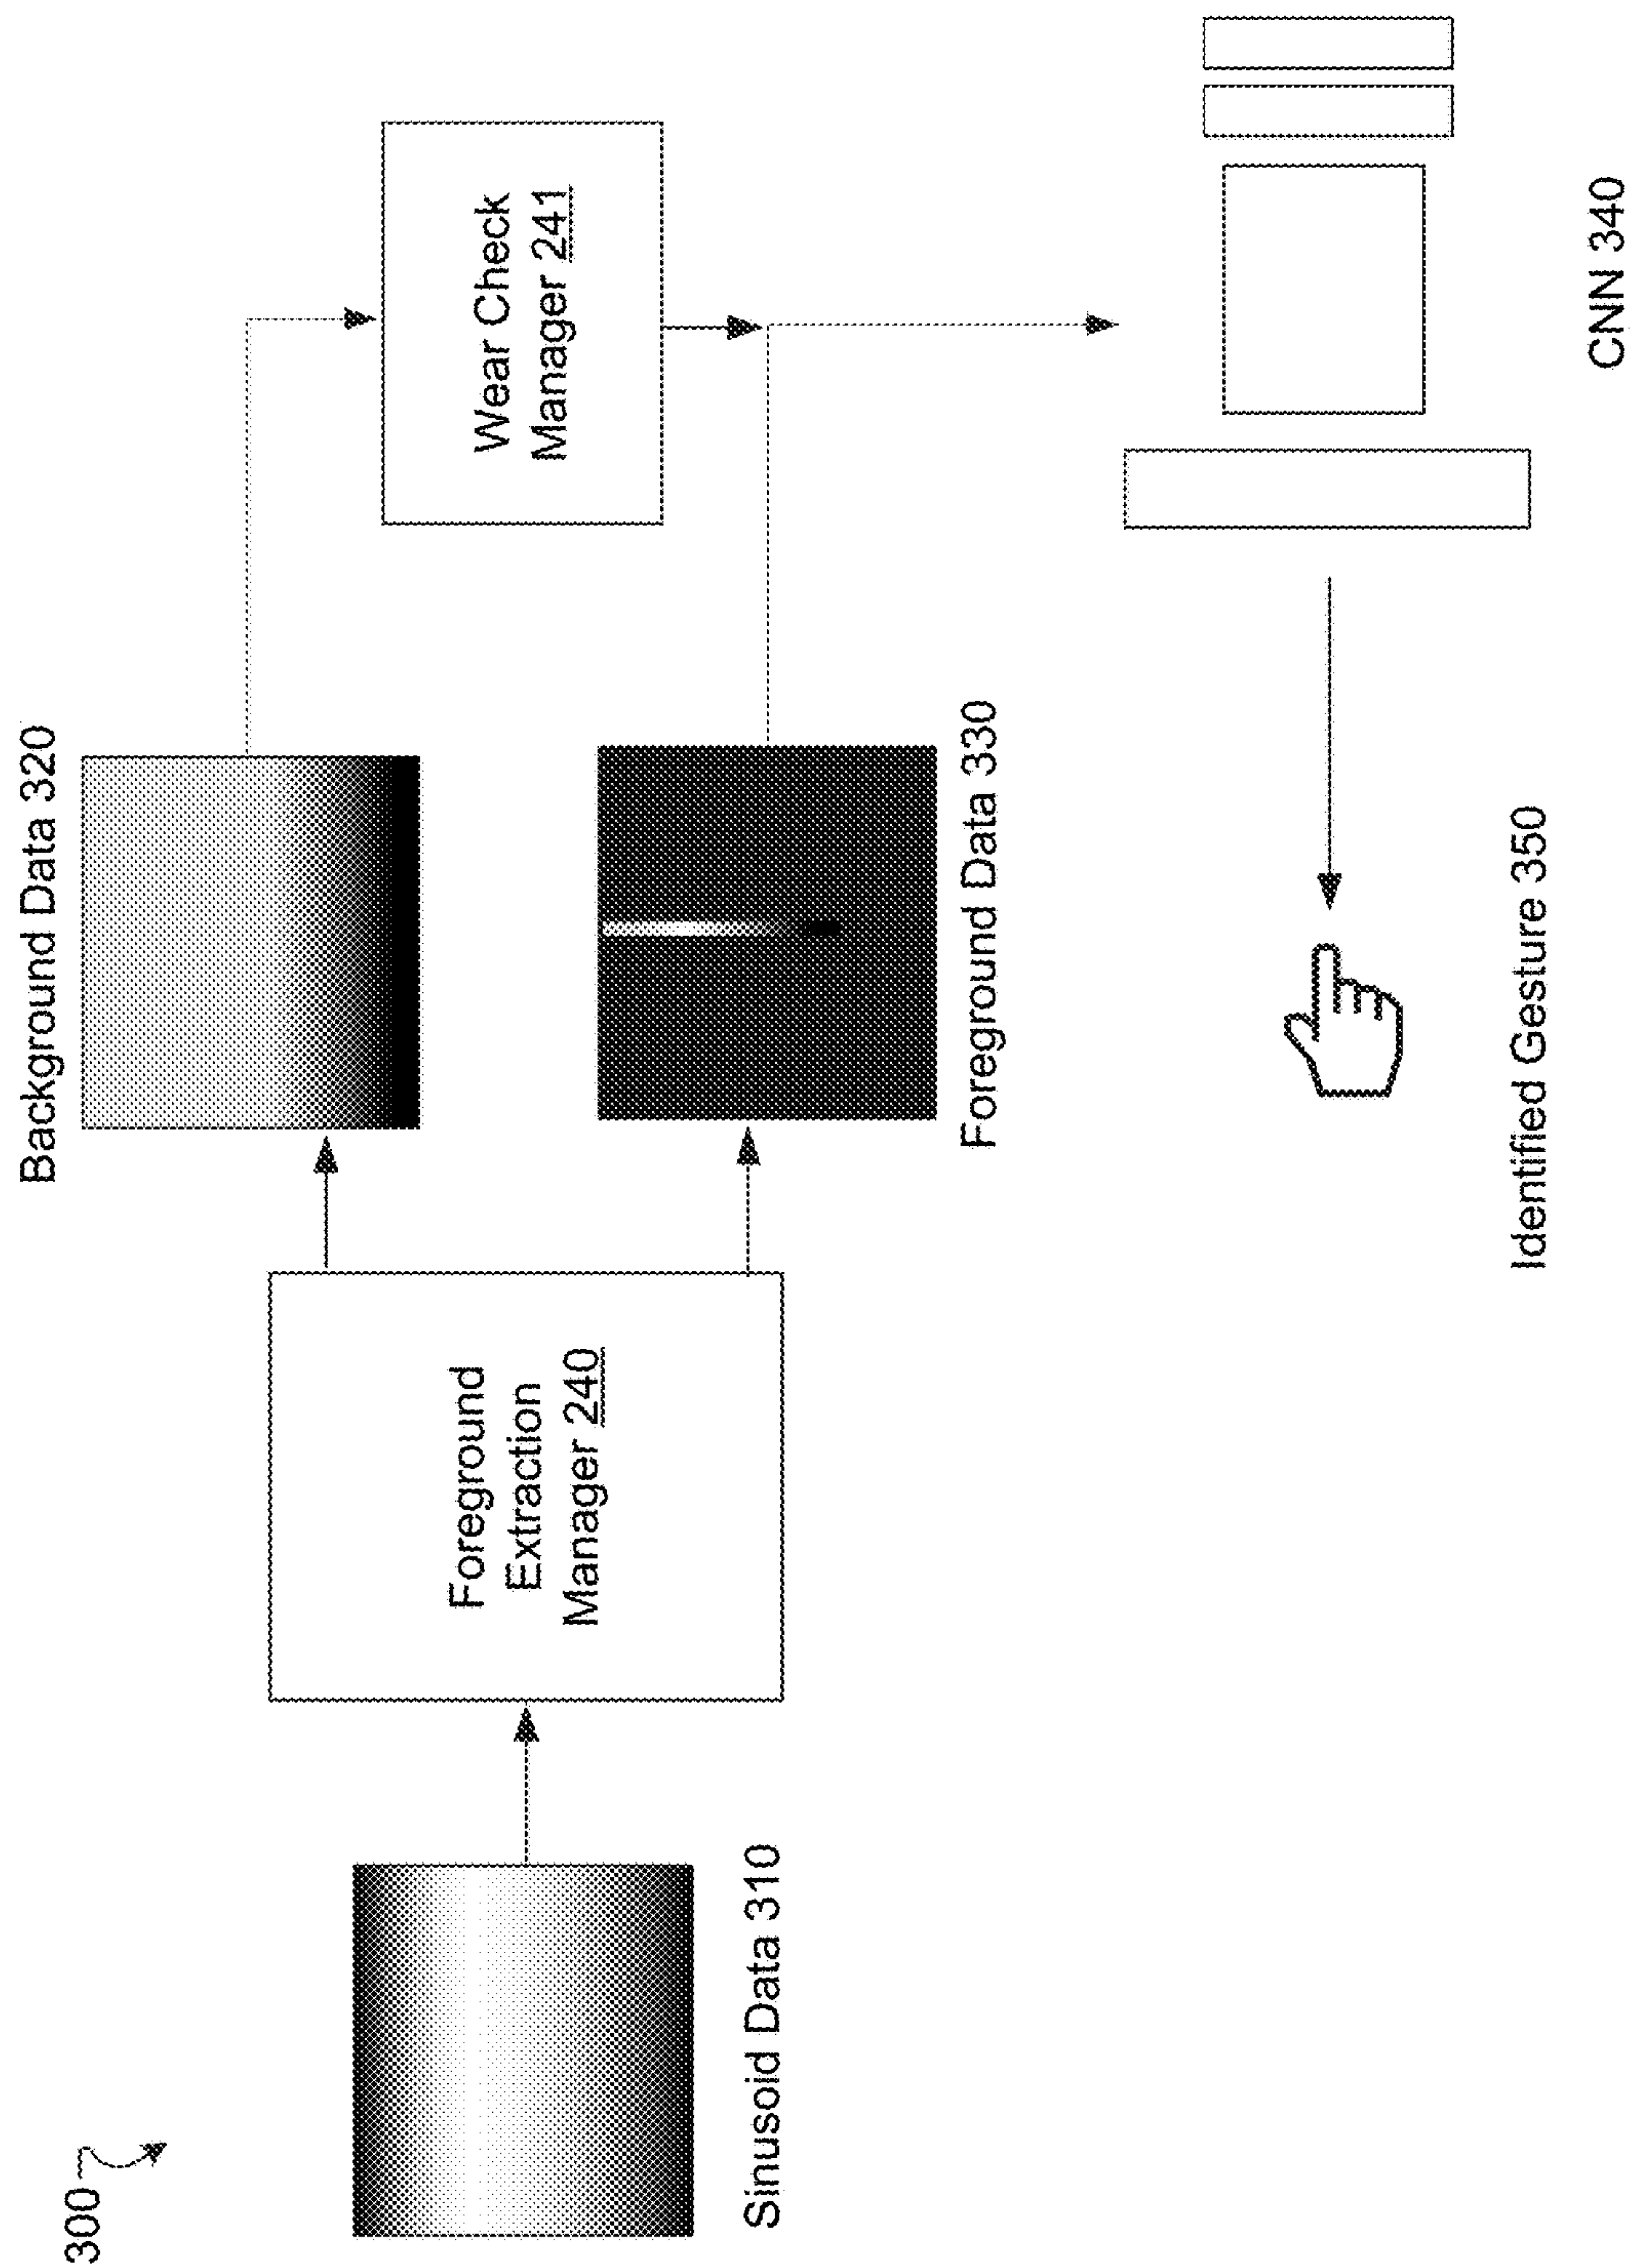 300
Sinusoid Data 310
Foreground
Extraction
Manager 240
Background Data 320
Foreground Data 330
Wear Check
Manager 241
Identified Gesture 350
CNN 340